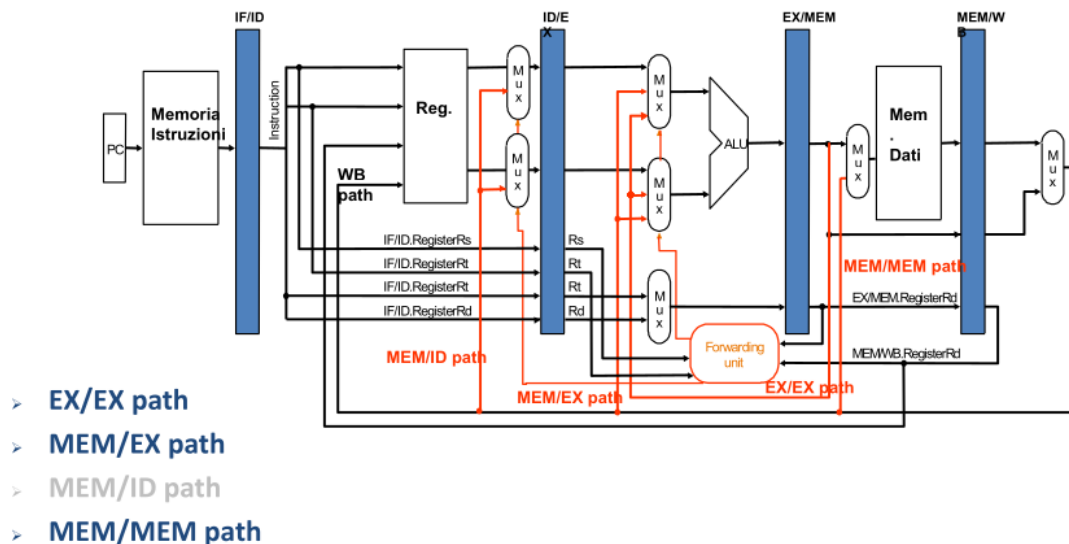 IF/ID
ID/E
X
EX/MEM
MEM/W
B
PC
Memoria
Istruzioni
Instruction
Reg.
WB
path
M
u
x
M
u
x
M
u
x
M
u
x
M
u
x
ALU
M
u
x
Mem
.
Dati
M
u
x
IF/ID.RegisterRs
IF/ID.RegisterRt
IF/ID.RegisterRt
IF/ID.RegisterRd
Rs
Rt
Rt
Rd
MEM/MEM path
EX/MEM.RegisterRd
MEM/WB.RegisterRd
Forwarding
unit
MEM/ID path
MEM/EX path
EX/EX path
➢ EX/EX path
➢ MEM/EX path
➢ MEM/ID path
➢ MEM/MEM path